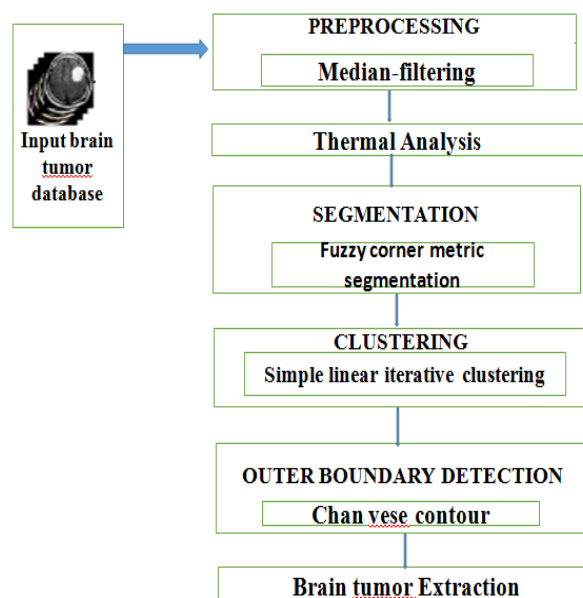 Input brain
tumor
database
PREPROCESSING
Median-filtering
Thermal Analysis
SEGMENTATION
Fuzzy corner metric
segmentation
CLUSTERING
Simple linear iterative clustering
OUTER BOUNDARY DETECTION
Chan vese contour
Brain tumor Extraction